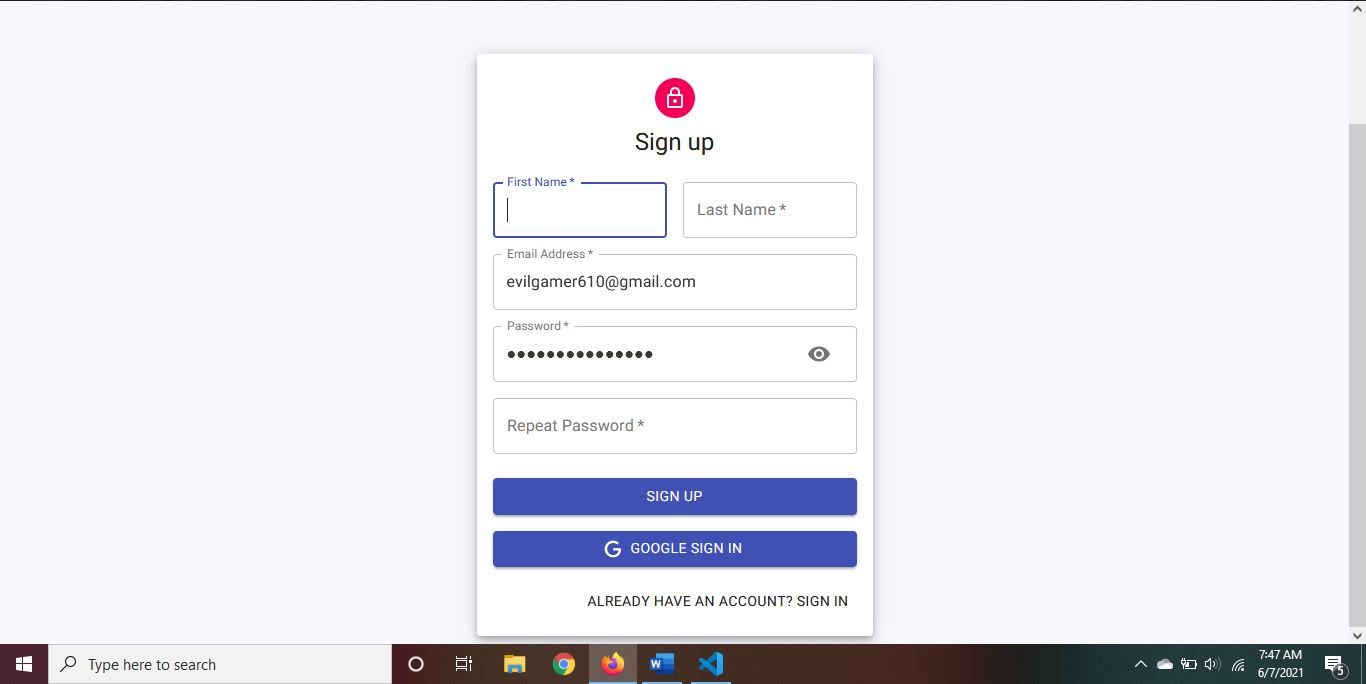 Sign up
First Name *
Last Name *
Email Address *
evilgamer610@gmail.com
Password *
Repeat Password *
SIGN UP
G GOOGLE SIGN IN
ALREADY HAVE AN ACCOUNT? SIGN IN
Type here to search
7:47 AM
6/7/2021
5